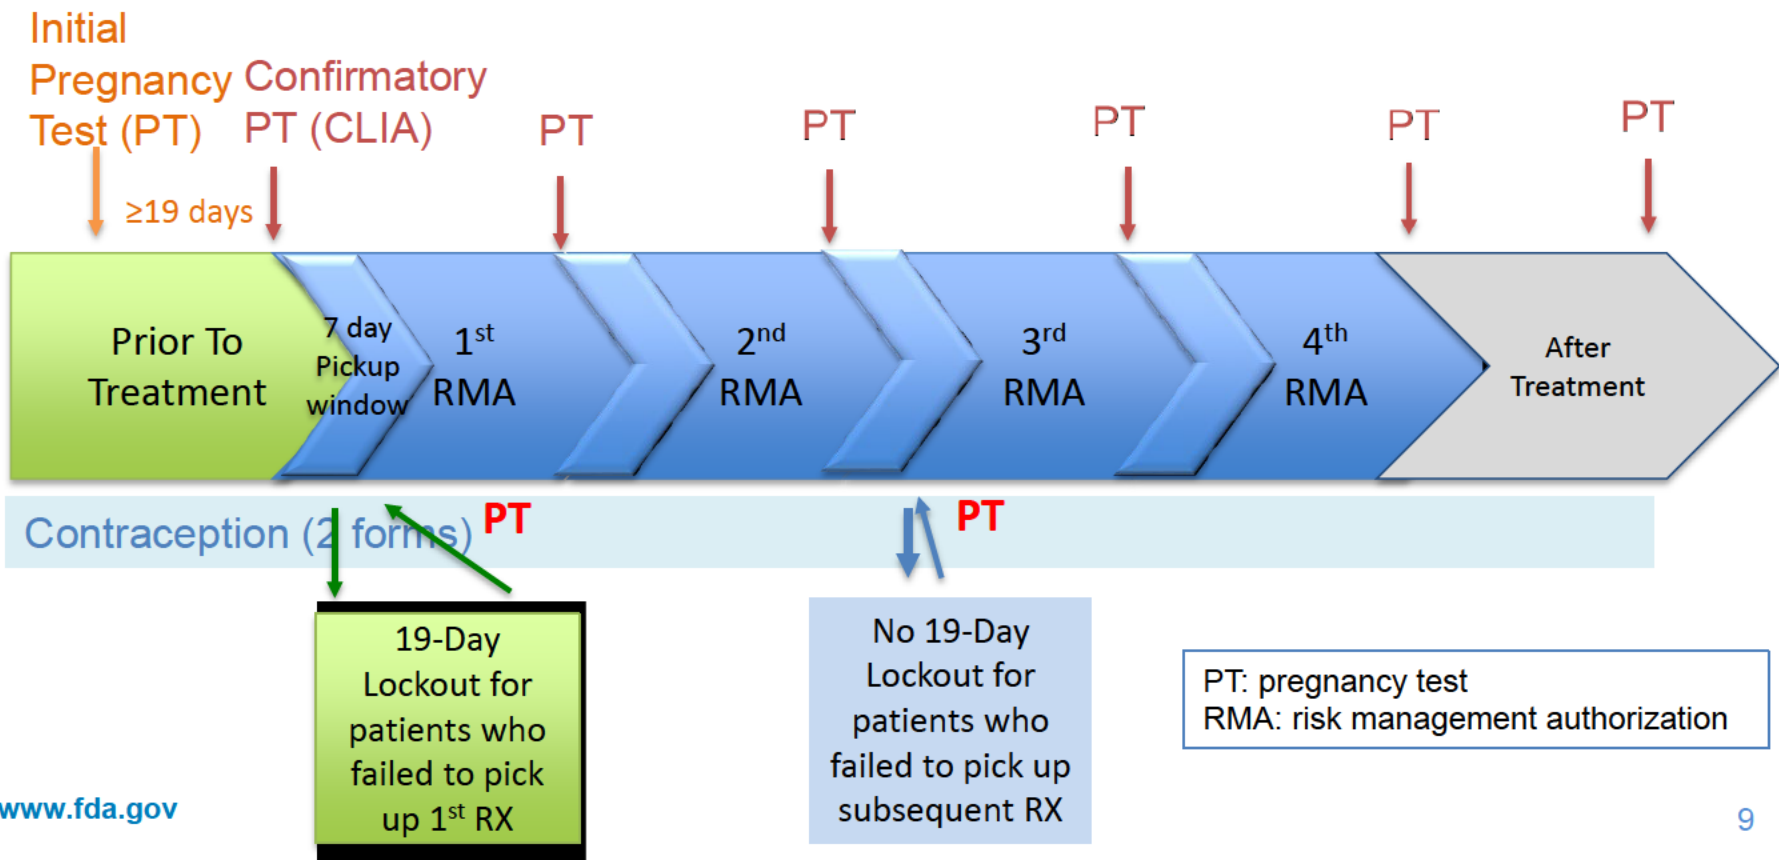 Initial
Pregnancy
Test (PT)
Confirmatory
PT (CLIA)
PT
PT
PT
PT
PT
≥19 days
Prior To
Treatment
7 day
Pickup
window
1st
RMA
2nd
RMA
3rd
RMA
4th
RMA
After
Treatment
Contraception (2 forms)
PT
PT
19-Day
Lockout for
patients who
failed to pick
up 1st RX
No 19-Day
Lockout for
patients who
failed to pick up
subsequent RX
PT: pregnancy test
RMA: risk management authorization
www.fda.gov
9